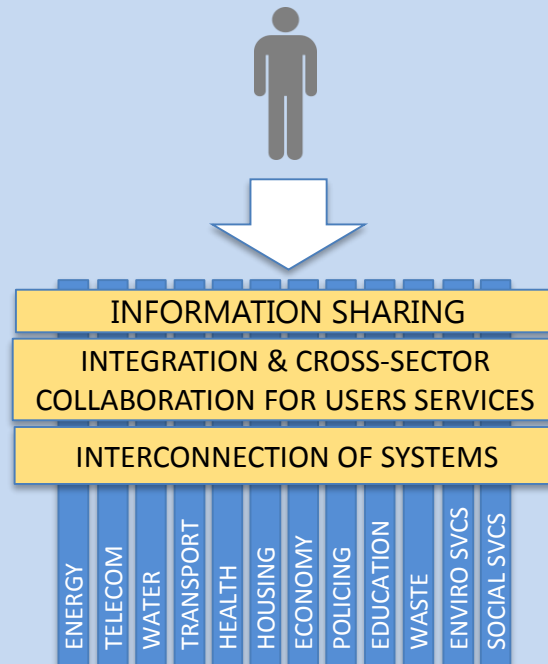 INFORMATION SHARING
INTEGRATION & CROSS-SECTOR
COLLABORATION FOR USERS SERVICES
INTERCONNECTION OF SYSTEMS
ENERGY
TELECOM
WATER
TRANSPORT
HEALTH
HOUSING
ECONOMY
POLICING
EDUCATION
WASTE
ENVIRO SVCS
SOCIAL SVCS